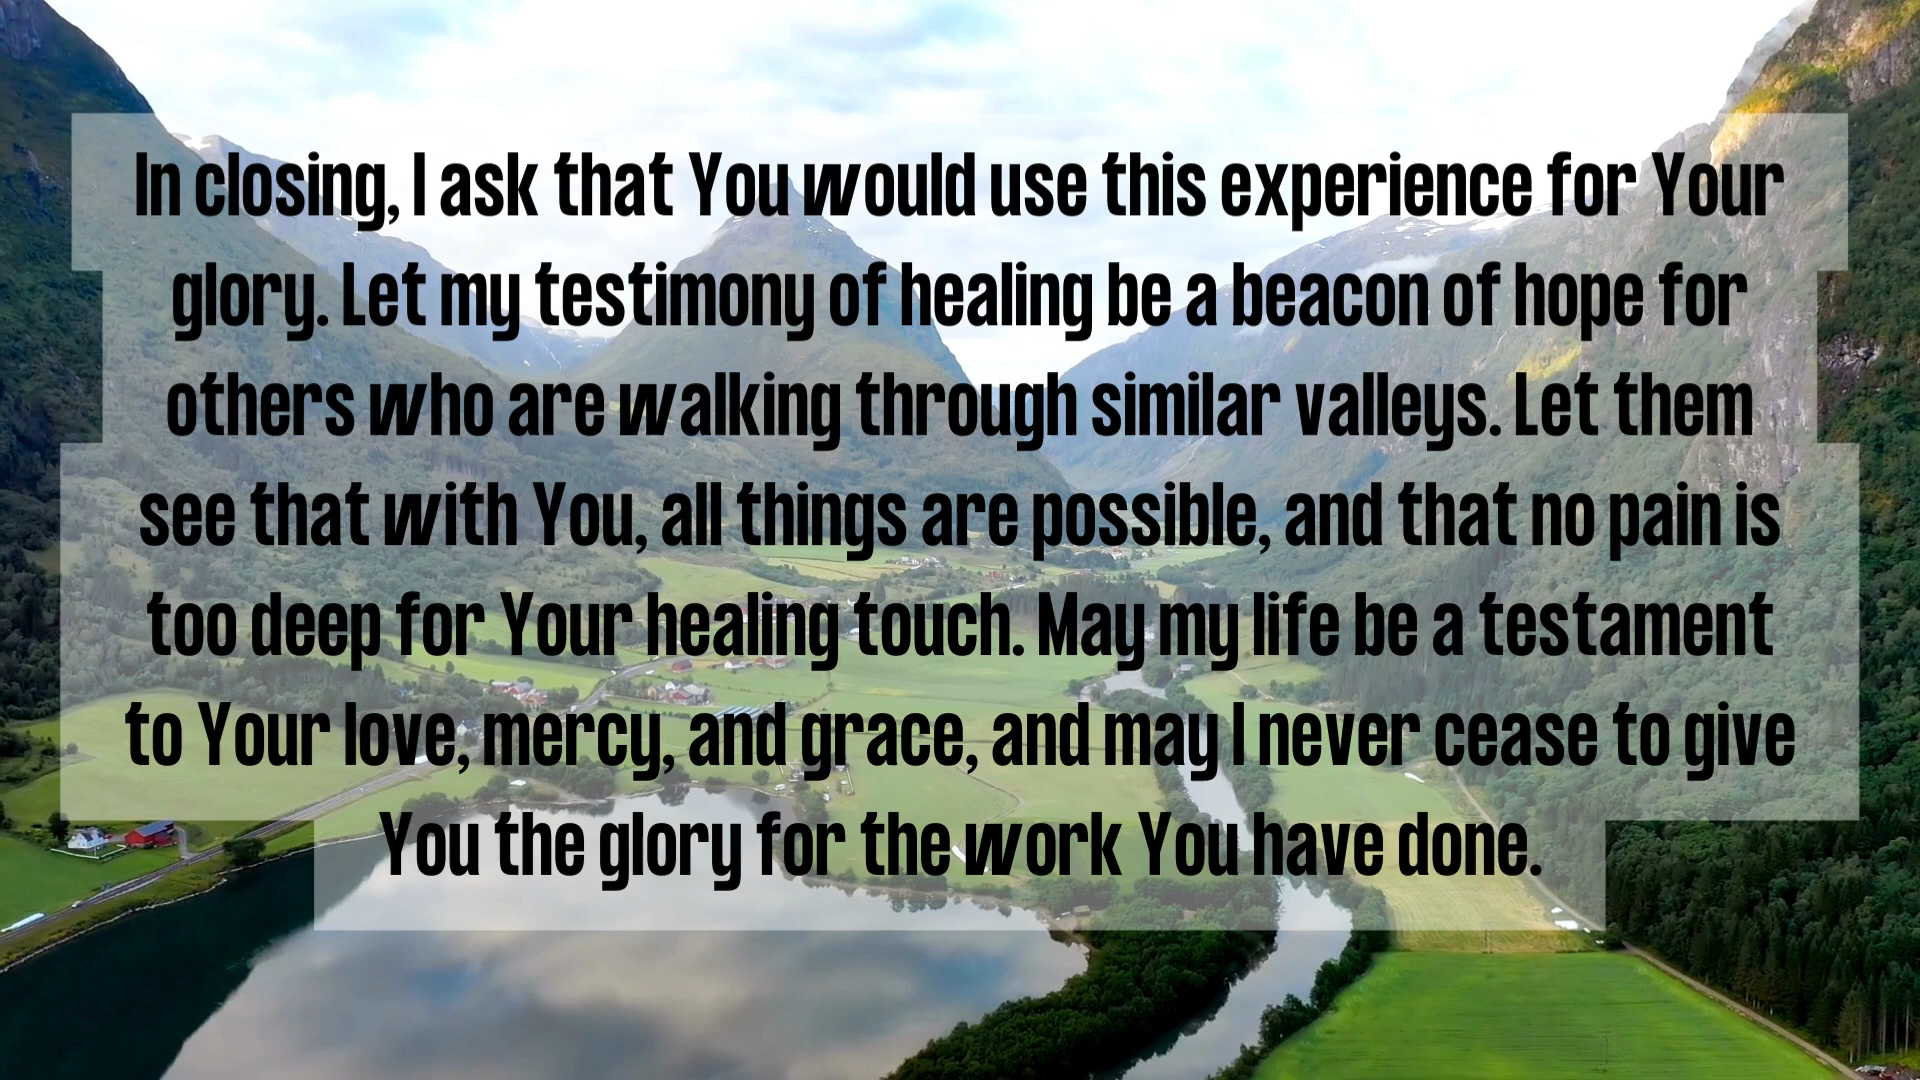 In closing, I ask that You would use this experience for Your
glory. Let my testimony of healing be a beacon of hope for
others who are walking through similar valleys. Let them
see that with You, all things are possible, and that no pain is
too deep for Your healing touch. May my life be a testament
to Your love, mercy, and grace, and may I never cease to give
You the glory for the work You have done.